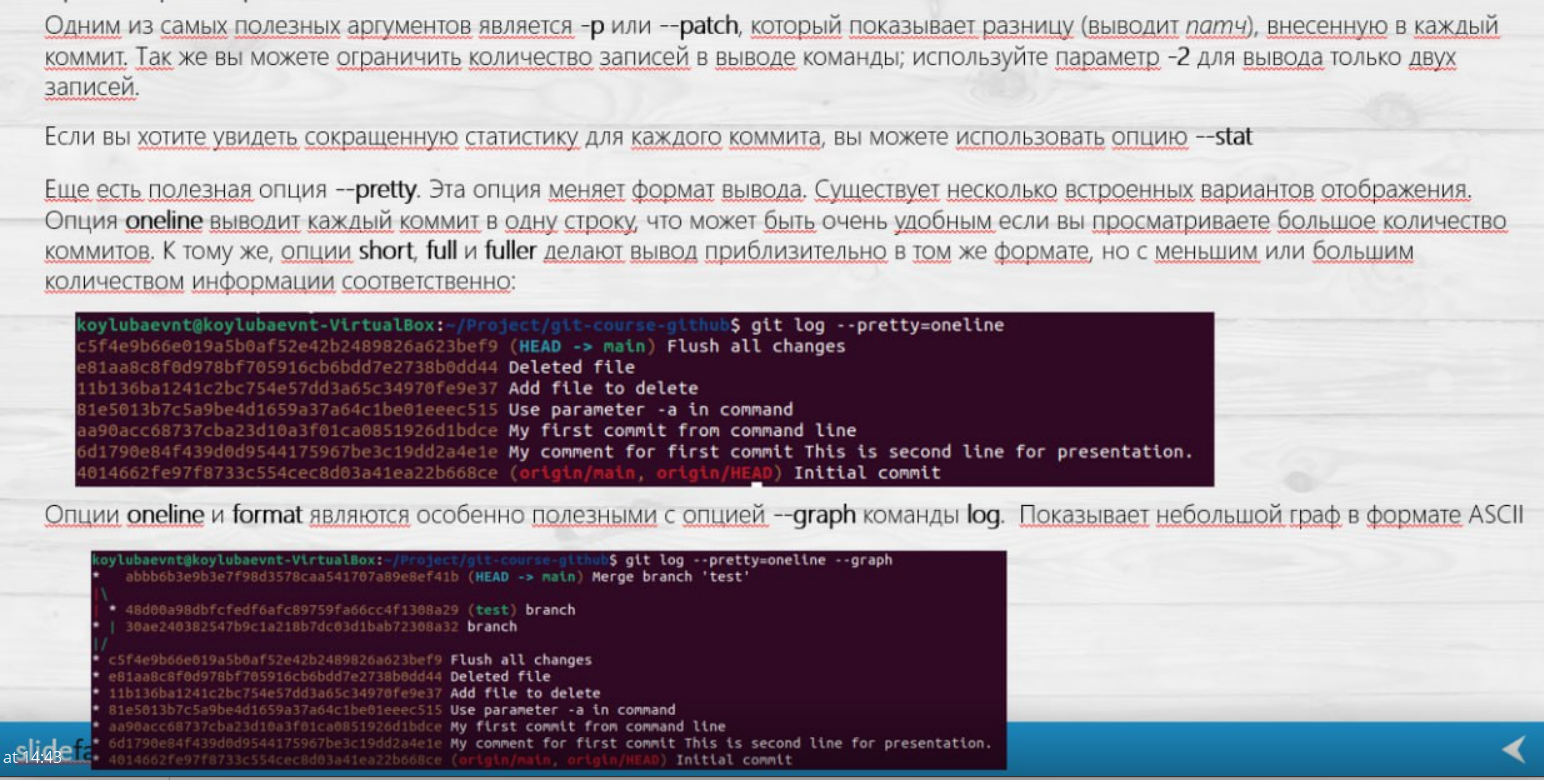 Одним из самых полезных аргументов является -p или --patch, который показывает разницу (выводит патч), внесенную в каждый
коммит. Так же вы можете ограничить количество записей в выводе команды; используйте параметр -2 для вывода только двух
записей.
Если вы хотите увидеть сокращенную статистику для каждого коммита, вы можете использовать опцию --stat
Еще есть полезная опция --pretty. Эта опция меняет формат вывода. Существует несколько встроенных вариантов отображения.
Опция oneline выводит каждый коммит в одну строку, что может быть очень удобным если вы просматриваете большое количество
коммитов. К тому же, опции short, full и fuller делают вывод приблизительно в том же формате, но с меньшим или большим
количеством информации соответственно:
koylubaevnt@koylubaevnt-VirtualBox:~/Project/git-course-github$ git log --pretty=oneline
c5f4e9b66e019a5b0af52e42b2489826a623bef9 (HEAD -> main) Flush all changes
e81aa8c8f0d978bf705916cb6bdd7e2738b0dd44 Deleted file
11b136ba1241c2bc754e57dd3a65c34970fe9e37 Add file to delete
81e5013b7c5a9be4d1659a37a64c1be01eeec515 Use parameter -a in command
aa90acc68737cba23d10a3f01ca0851926d1bdce My first commit from command line
6d1790e84f439d0d9544175967be3c19dd2a4e1e My comment for first commit This is second line for presentation.
4014662fe97f8733c554cec8d03a41ea22b668ce (origin/main, origin/HEAD) Initial commit
Опции oneline и format являются особенно полезными с опцией --graph команды log. Показывает небольшой граф в формате ASCII
koylubaevnt@koylubaevnt-VirtualBox:~/Project/git-course-github$ git log --pretty=oneline --graph
*   abbb6b3e9b3e7f98d3578caa541707a89e8ef41b (HEAD -> main) Merge branch 'test'
|\
| * 48d00a98dbfcfedf6afc89759fa66cc4f1308a29 (test) branch
* | 30ae240382547b9c1a218b7dc03d1bab72308a32 branch
|/
* c5f4e9b66e019a5b0af52e42b2489826a623bef9 Flush all changes
* e81aa8c8f0d978bf705916cb6bdd7e2738b0dd44 Deleted file
* 11b136ba1241c2bc754e57dd3a65c34970fe9e37 Add file to delete
* 81e5013b7c5a9be4d1659a37a64c1be01eeec515 Use parameter -a in command
* aa90acc68737cba23d10a3f01ca0851926d1bdce My first commit from command line
* 6d1790e84f439d0d9544175967be3c19dd2a4e1e My comment for first commit This is second line for presentation.
* 4014662fe97f8733c554cec8d03a41ea22b668ce (origin/main, origin/HEAD) Initial commit
slidefa
at 14:43